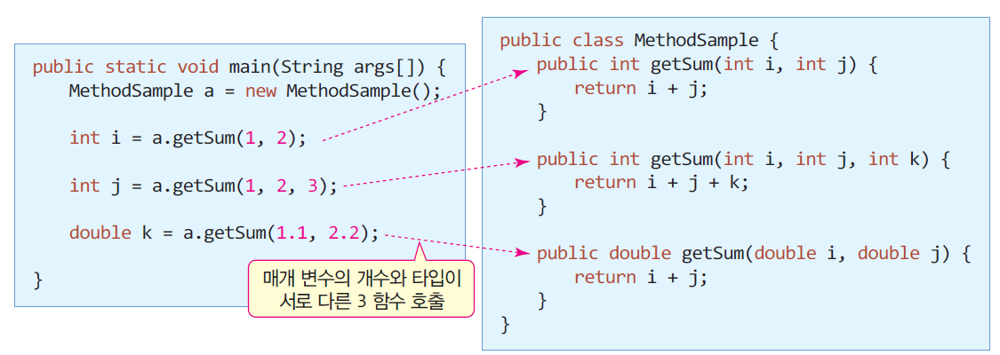 public static void main(String args[]) {
MethodSample a = new MethodSample();
int i = a.getSum(1, 2);
int j = a.getSum(1, 2, 3);
double k = a.getSum(1.1, 2.2);
}
매개 변수의 개수와 타입이
서로 다른 3 함수 호출
public class MethodSample {
public int getSum(int i, int j) {
return i + j;
}
public int getSum(int i, int j, int k) {
return i + j + k;
}
public double getSum(double i, double j) {
return i + j;
}
}